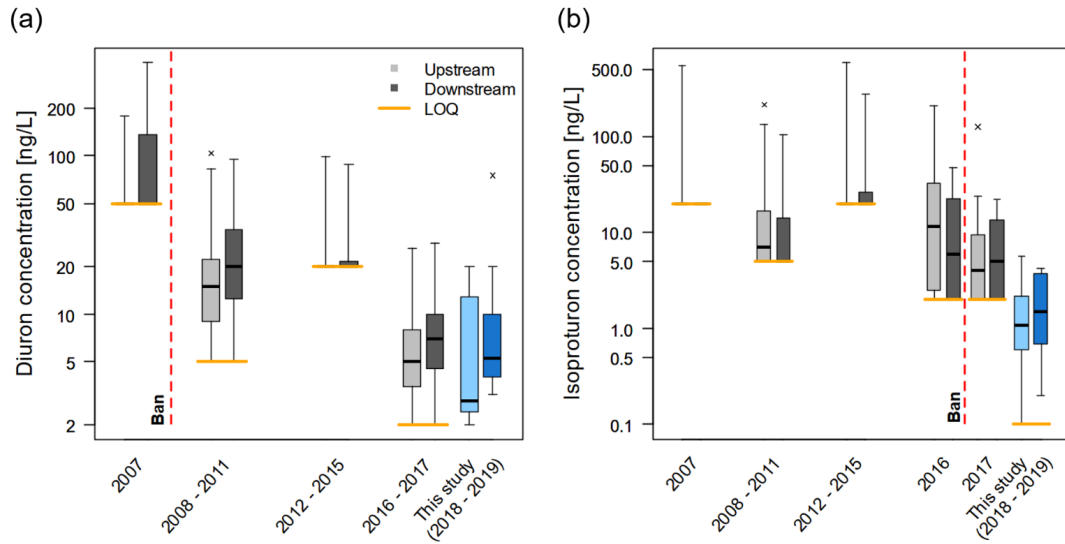 (a)
Diuron concentration [ng/L]
200
100
50
20
10
5
2
Upstream
Downstream
LOQ
Ban
2007
2008 - 2011
2012 - 2015
2016 - 2017
This study
(2018 - 2019)
(b)
Isoproturon concentration [ng/L]
500.0
100.0
50.0
10.0
5.0
1.0
0.5
0.1
Ban
2007
2008 - 2011
2012 - 2015
2016
2017
This study
(2018 - 2019)